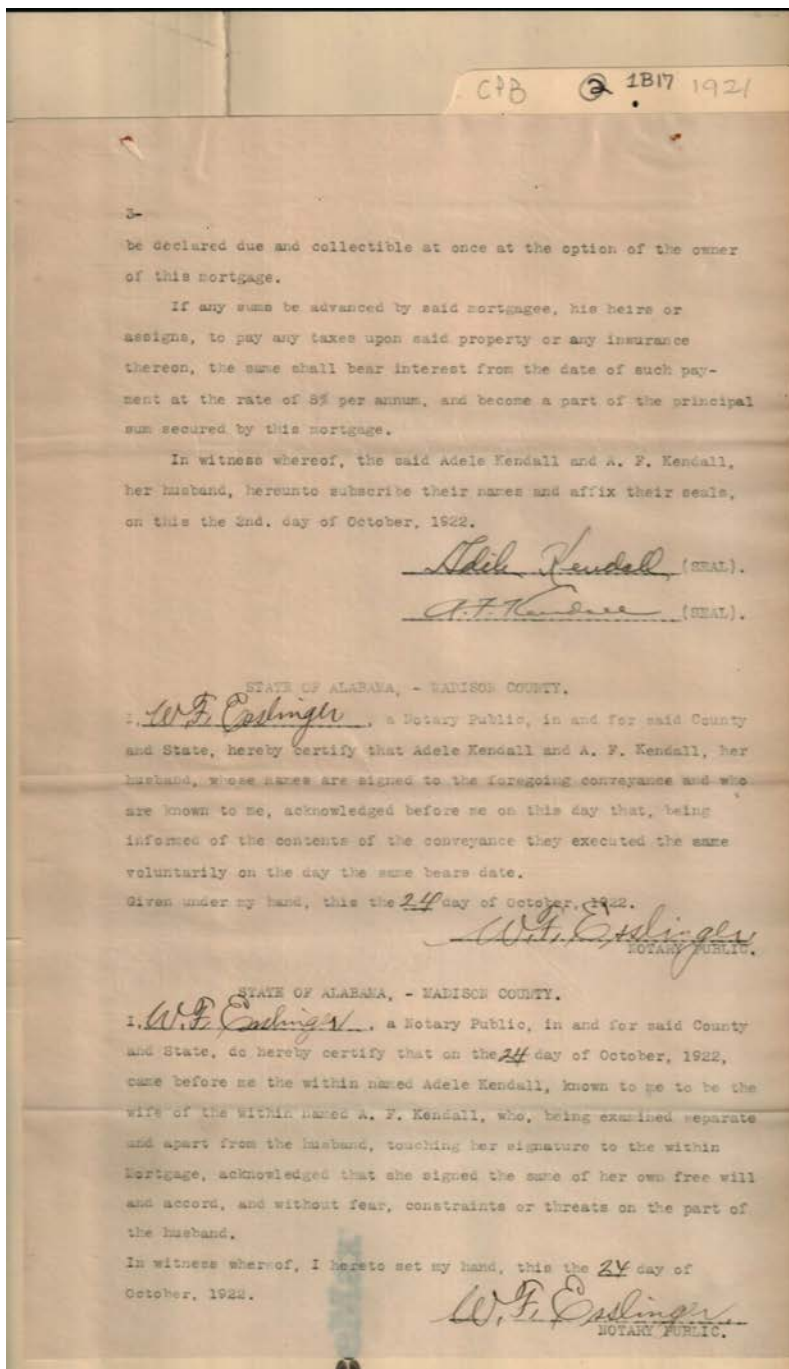 CPB 2 1B17 1921
3-
be declared due and collectible at once at the option of the owner
of this mortgage.
If any sums be advanced by said mortgagee, his heirs or
assigns, to pay any taxes upon said property or any insurance
thereon, the same shall bear interest from the date of such pay-
ment at the rate of 8% per annum, and become a part of the principal
sum secured by this mortgage.
In witness whereof, the said Adele Kendall and A. F. Kendall,
her husband, hereunto subscribe their names and affix their seals,
on this the 2nd. day of October, 1922.
Adele Kendall (SEAL).
A. F. Kendall (SEAL).
STATE OF ALABAMA, - MADISON COUNTY.
I, W. F. Esslinger, a Notary Public, in and for said County
and State, hereby certify that Adele Kendall and A. F. Kendall, her
husband, whose names are signed to the foregoing conveyance and who
are known to me, acknowledged before me on this day that, being
informed of the contents of the conveyance they executed the same
voluntarily on the day the same bears date.
Given under my hand, this the 24 day of October, 1922.
W. F. Esslinger
NOTARY PUBLIC.
STATE OF ALABAMA, - MADISON COUNTY.
I, W. F. Esslinger, a Notary Public, in and for said County
and State, do hereby certify that on the 24 day of October, 1922,
came before me the within named Adele Kendall, known to me to be the
wife of the within named A. F. Kendall, who, being examined separate
and apart from the husband, touching her signature to the within
Mortgage, acknowledged that she signed the same of her own free will
and accord, and without fear, constraints or threats on the part of
the husband.
In witness whereof, I hereto set my hand, this the 24 day of
October, 1922.
W. F. Esslinger
NOTARY PUBLIC.